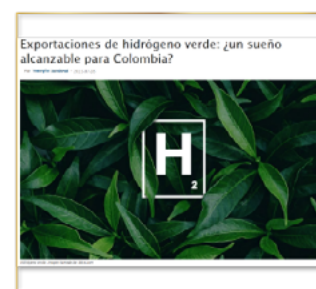 Exportaciones de hidrógeno verde: ¿un sueño
alcanzable para Colombia?
H
2